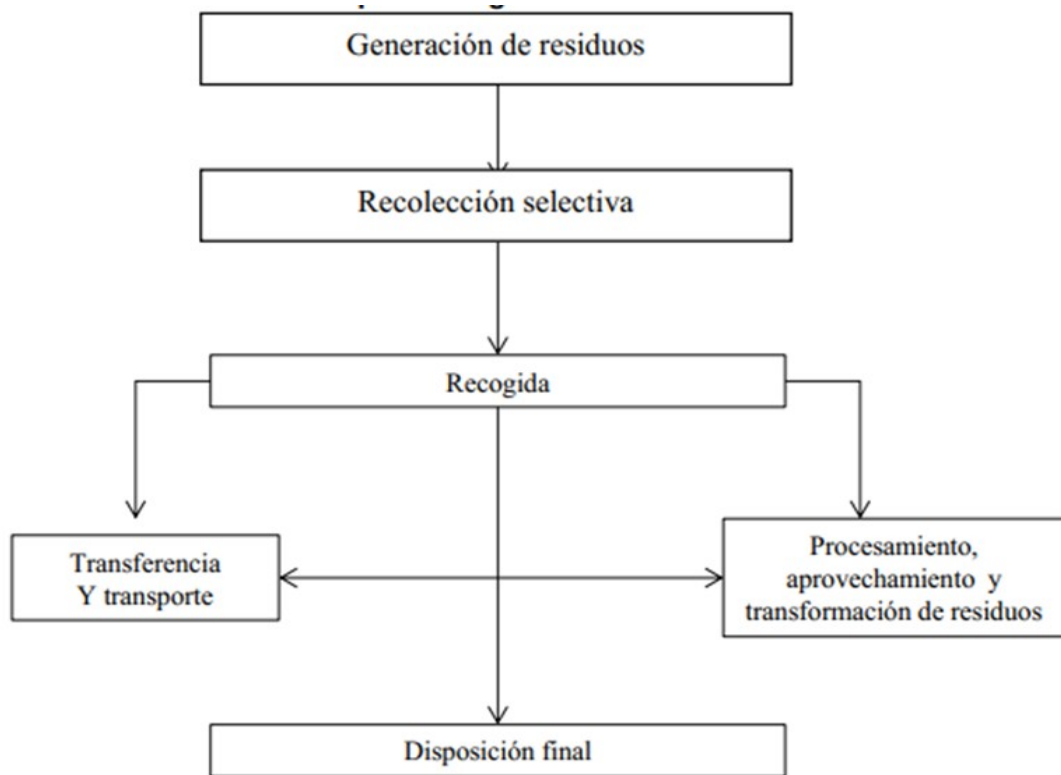 Generación de residuos
Recolección selectiva
Recogida
Transferencia
Y transporte
Procesamiento,
aprovechamiento y
transformación de residuos
Disposición final